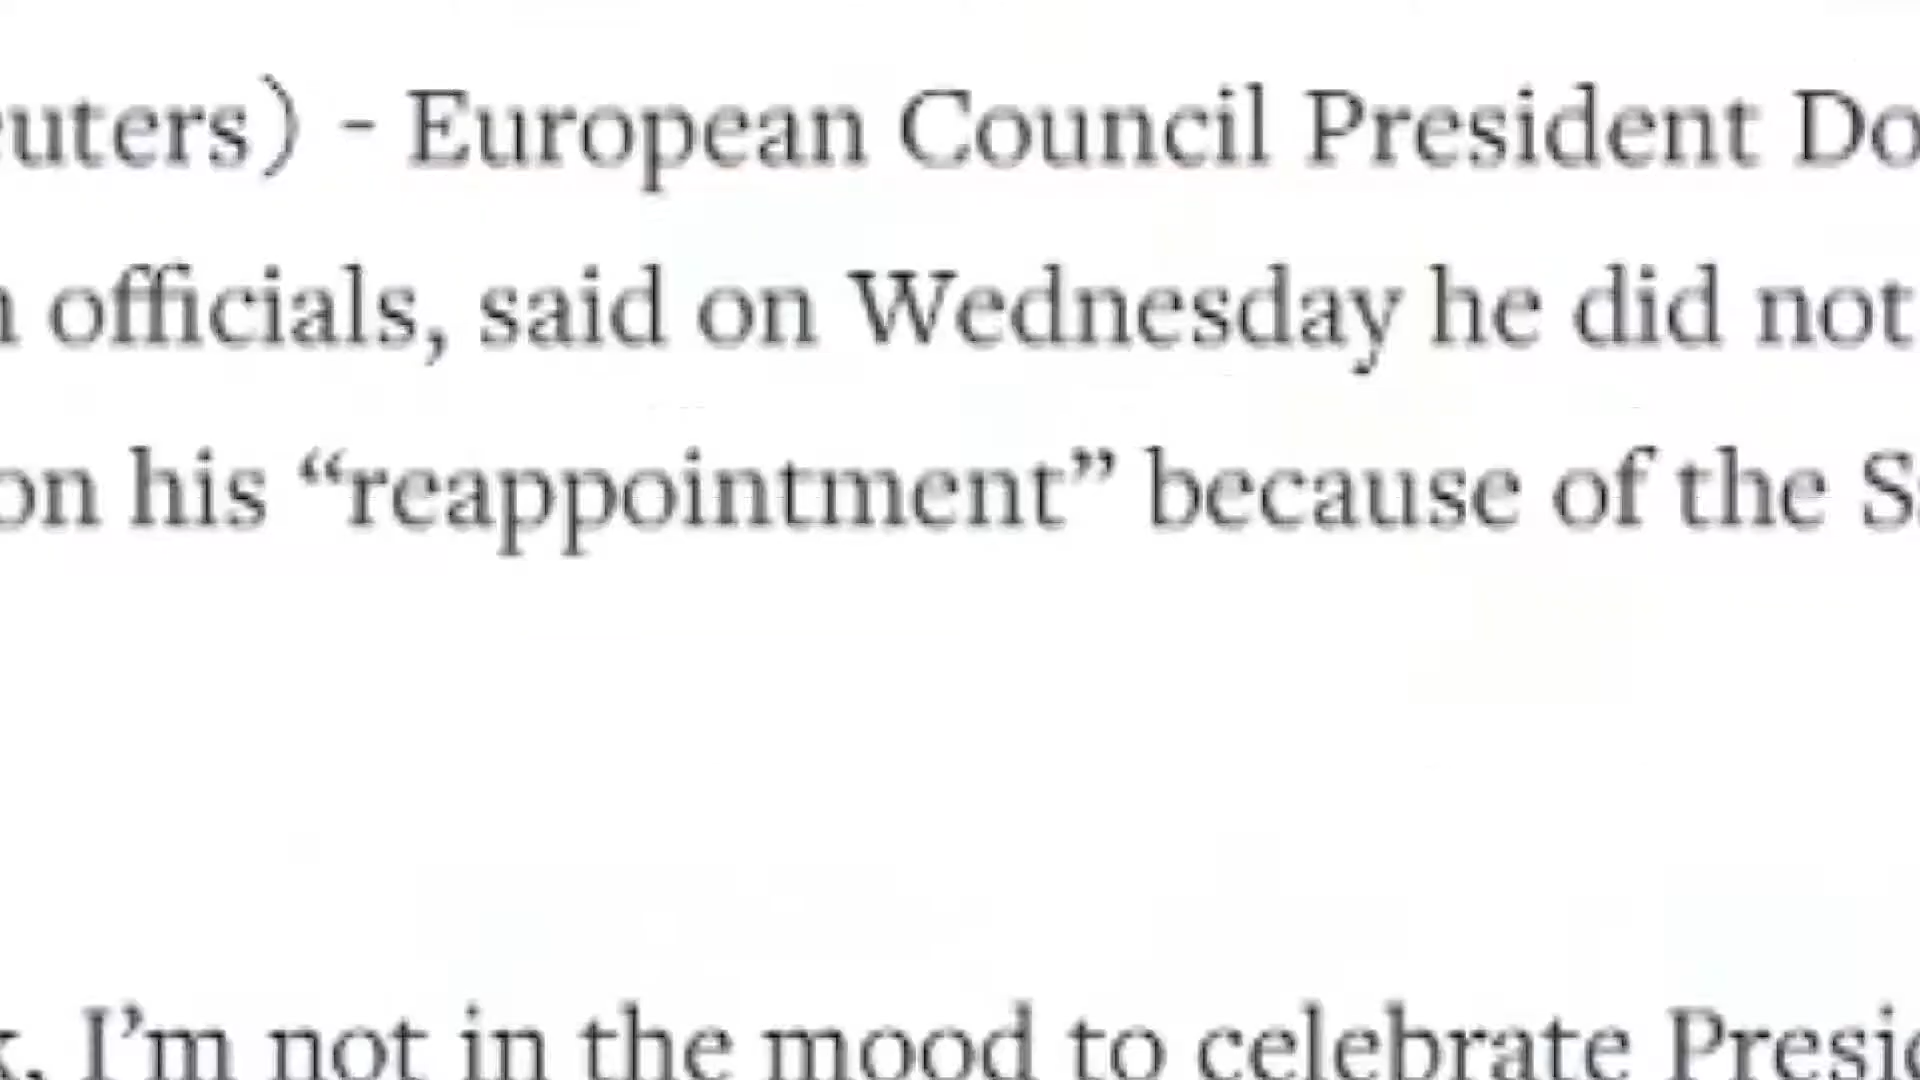 euters) - European Council President Do
n officials, said on Wednesday he did not
on his “reappointment” because of the S
k, I’m not in the mood to celebrate Presi